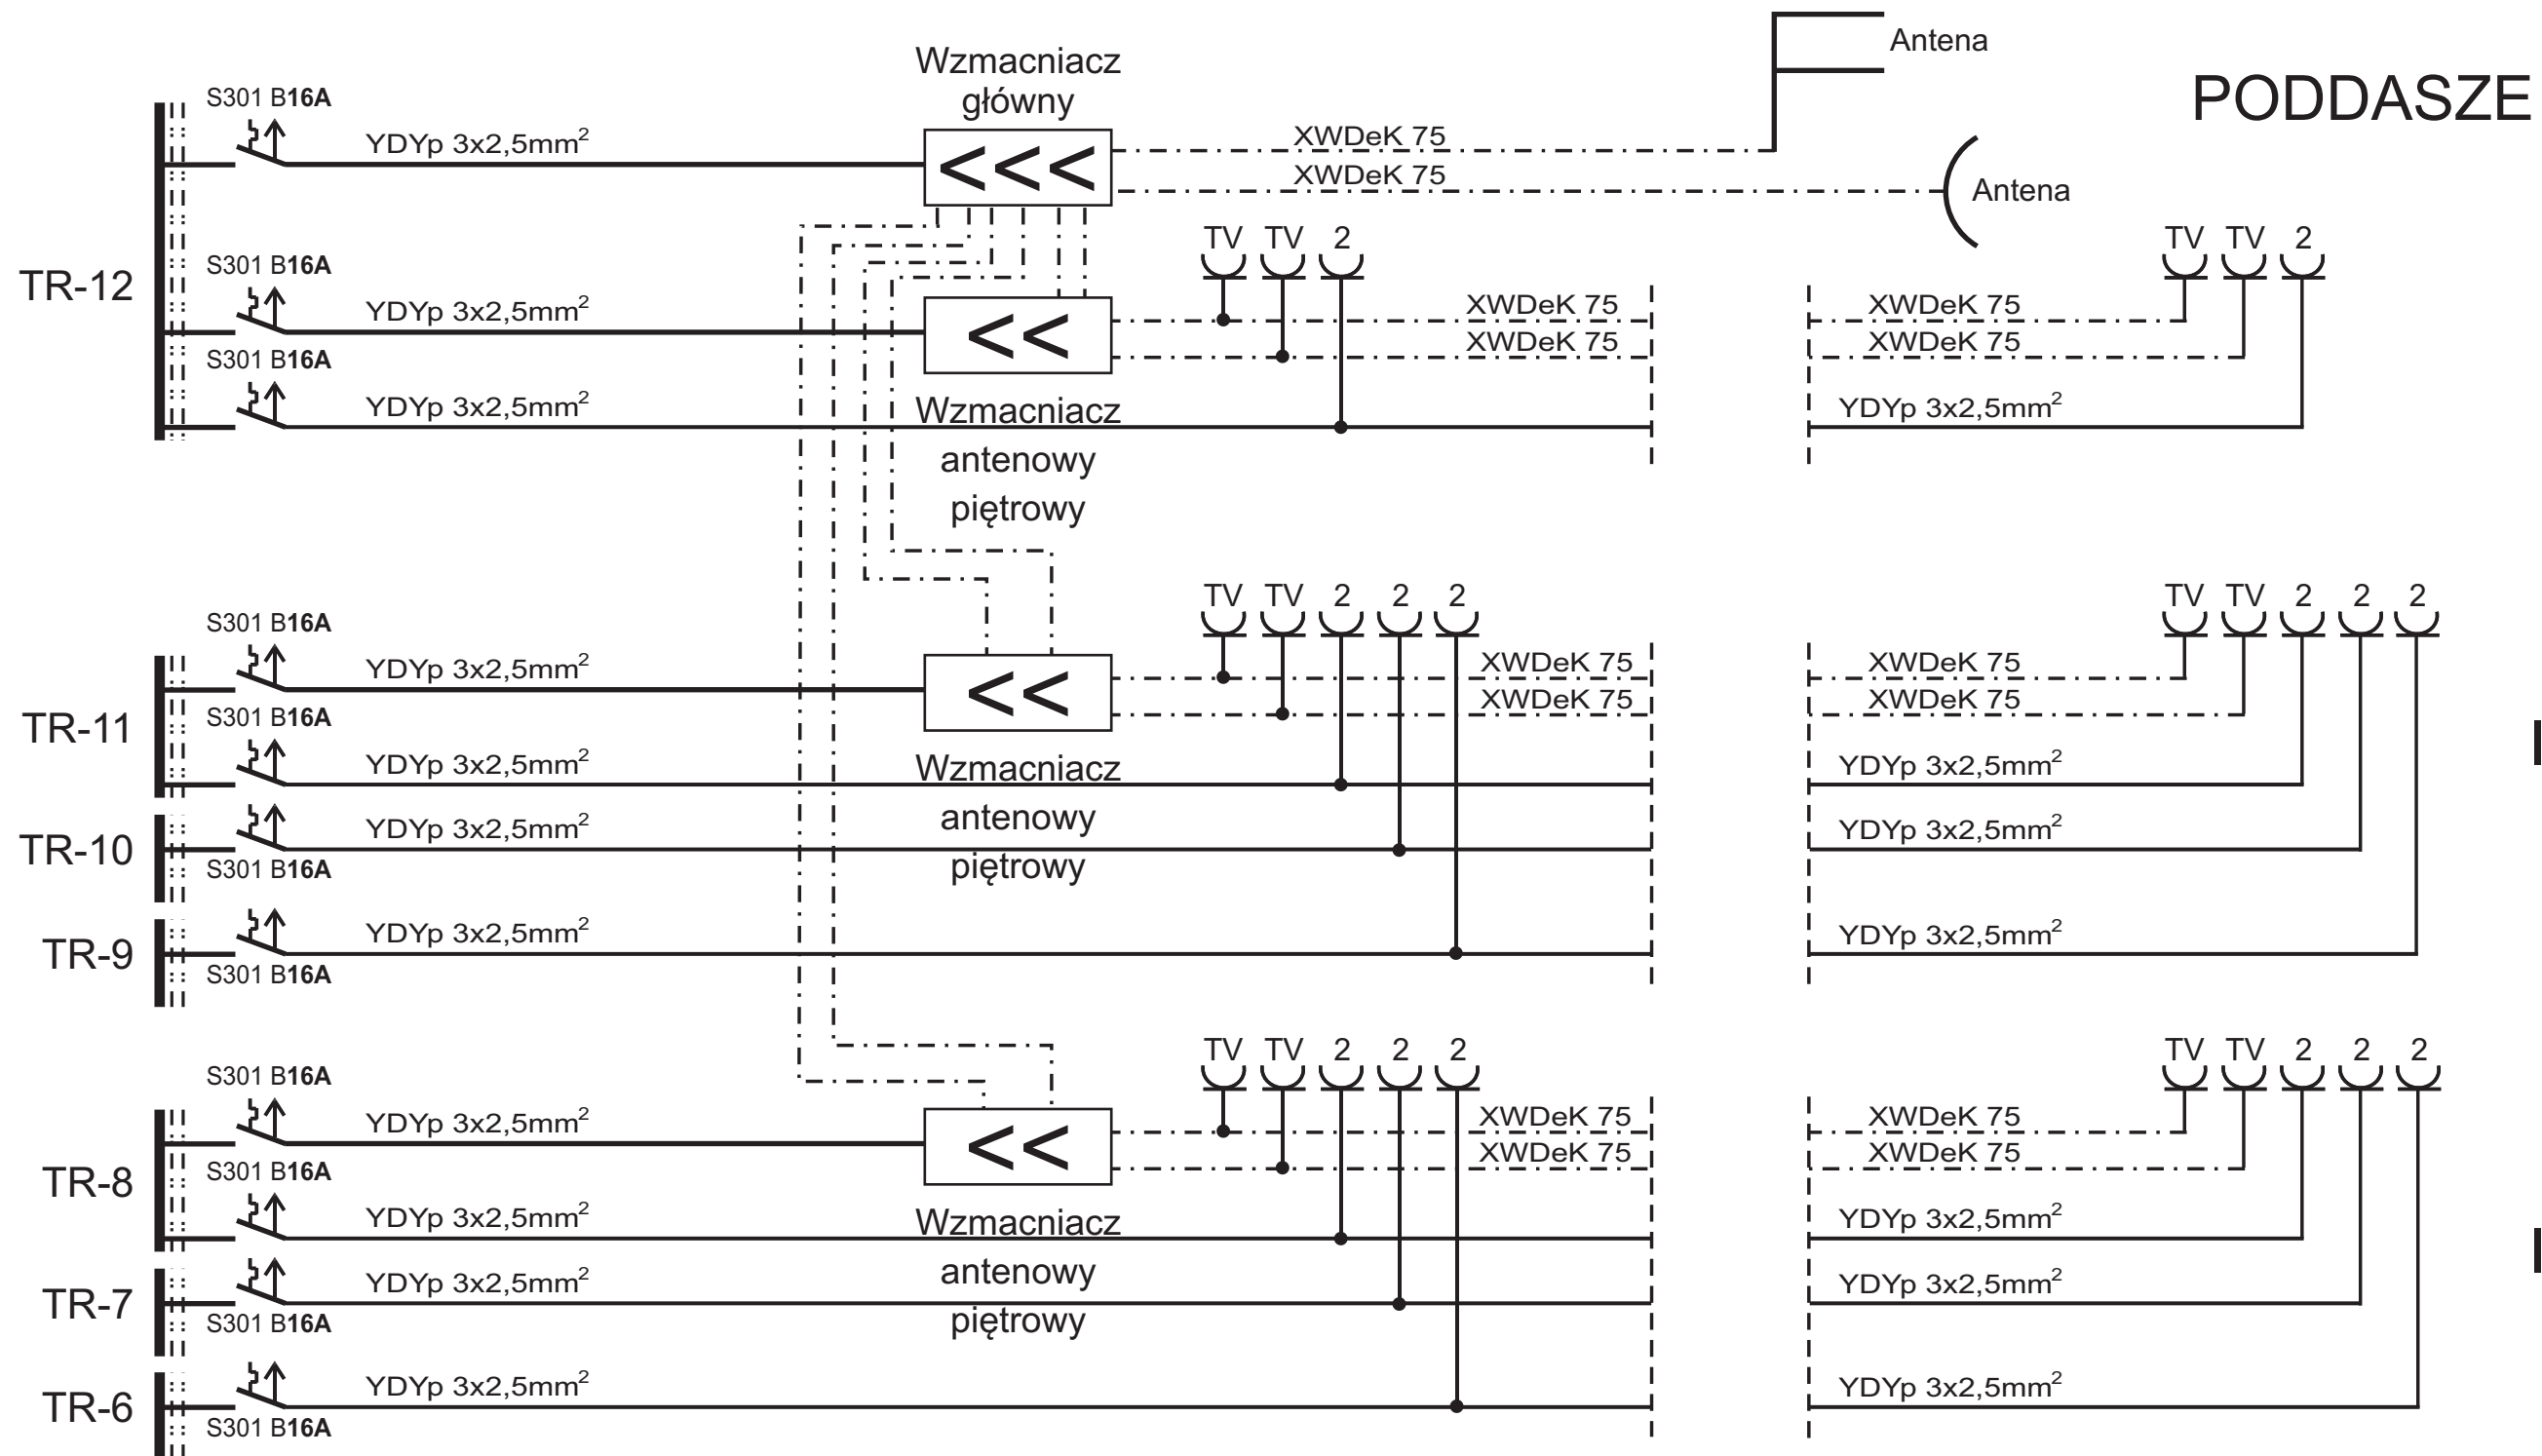 Antena
PODDASZE
Wzmacniacz
główny
S301 B16A
YDYp 3x2,5mm²
<<<
XWDeK 75
XWDeK 75
Antena
TR-12
S301 B16A
YDYp 3x2,5mm²
<<
TV TV 2
XWDeK 75
XWDeK 75
TV TV 2
XWDeK 75
XWDeK 75
S301 B16A
YDYp 3x2,5mm²
YDYp 3x2,5mm²
Wzmacniacz
antenowy
piętrowy
TR-11
S301 B16A
YDYp 3x2,5mm²
<<
TV TV 2 2 2
XWDeK 75
XWDeK 75
TV TV 2 2 2
XWDeK 75
XWDeK 75
S301 B16A
YDYp 3x2,5mm²
YDYp 3x2,5mm²
Wzmacniacz
antenowy
piętrowy
TR-10
YDYp 3x2,5mm²
S301 B16A
YDYp 3x2,5mm²
TR-9
YDYp 3x2,5mm²
S301 B16A
YDYp 3x2,5mm²
TR-8
S301 B16A
YDYp 3x2,5mm²
<<
TV TV 2 2 2
XWDeK 75
XWDeK 75
TV TV 2 2 2
XWDeK 75
XWDeK 75
S301 B16A
YDYp 3x2,5mm²
YDYp 3x2,5mm²
Wzmacniacz
antenowy
piętrowy
TR-7
YDYp 3x2,5mm²
S301 B16A
YDYp 3x2,5mm²
TR-6
YDYp 3x2,5mm²
S301 B16A
YDYp 3x2,5mm²